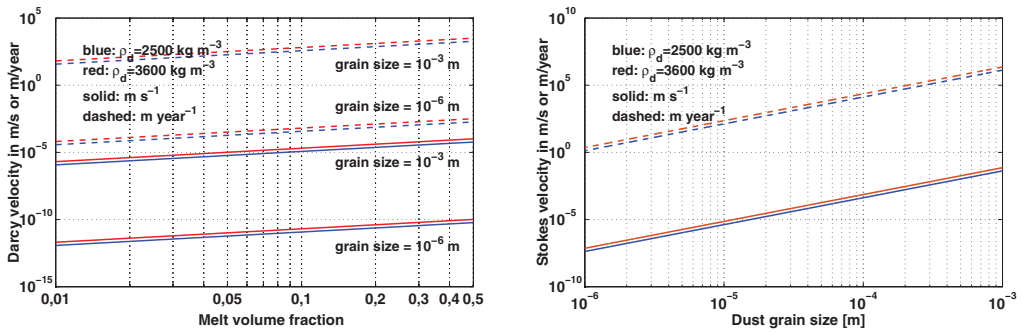 Darcy velocity in m/s or m/year
10^5
10^0
10^−5
10^−10
10^−15
blue: ρ_d=2500 kg m^−3
red: ρ_d=3600 kg m^−3
solid: m s^−1
dashed: m year^−1
grain size = 10^−3 m
grain size = 10^−6 m
grain size = 10^−3 m
grain size = 10^−6 m
0,01 0,05 0,1 0,2 0,3 0,4 0,5
Melt volume fraction
Stokes velocity in m/s or m/year
10^10
10^5
10^0
10^−5
10^−10
blue: ρ_d=2500 kg m^−3
red: ρ_d=3600 kg m^−3
solid: m s^−1
dashed: m year^−1
10^−6 10^−5 10^−4 10^−3
Dust grain size [m]